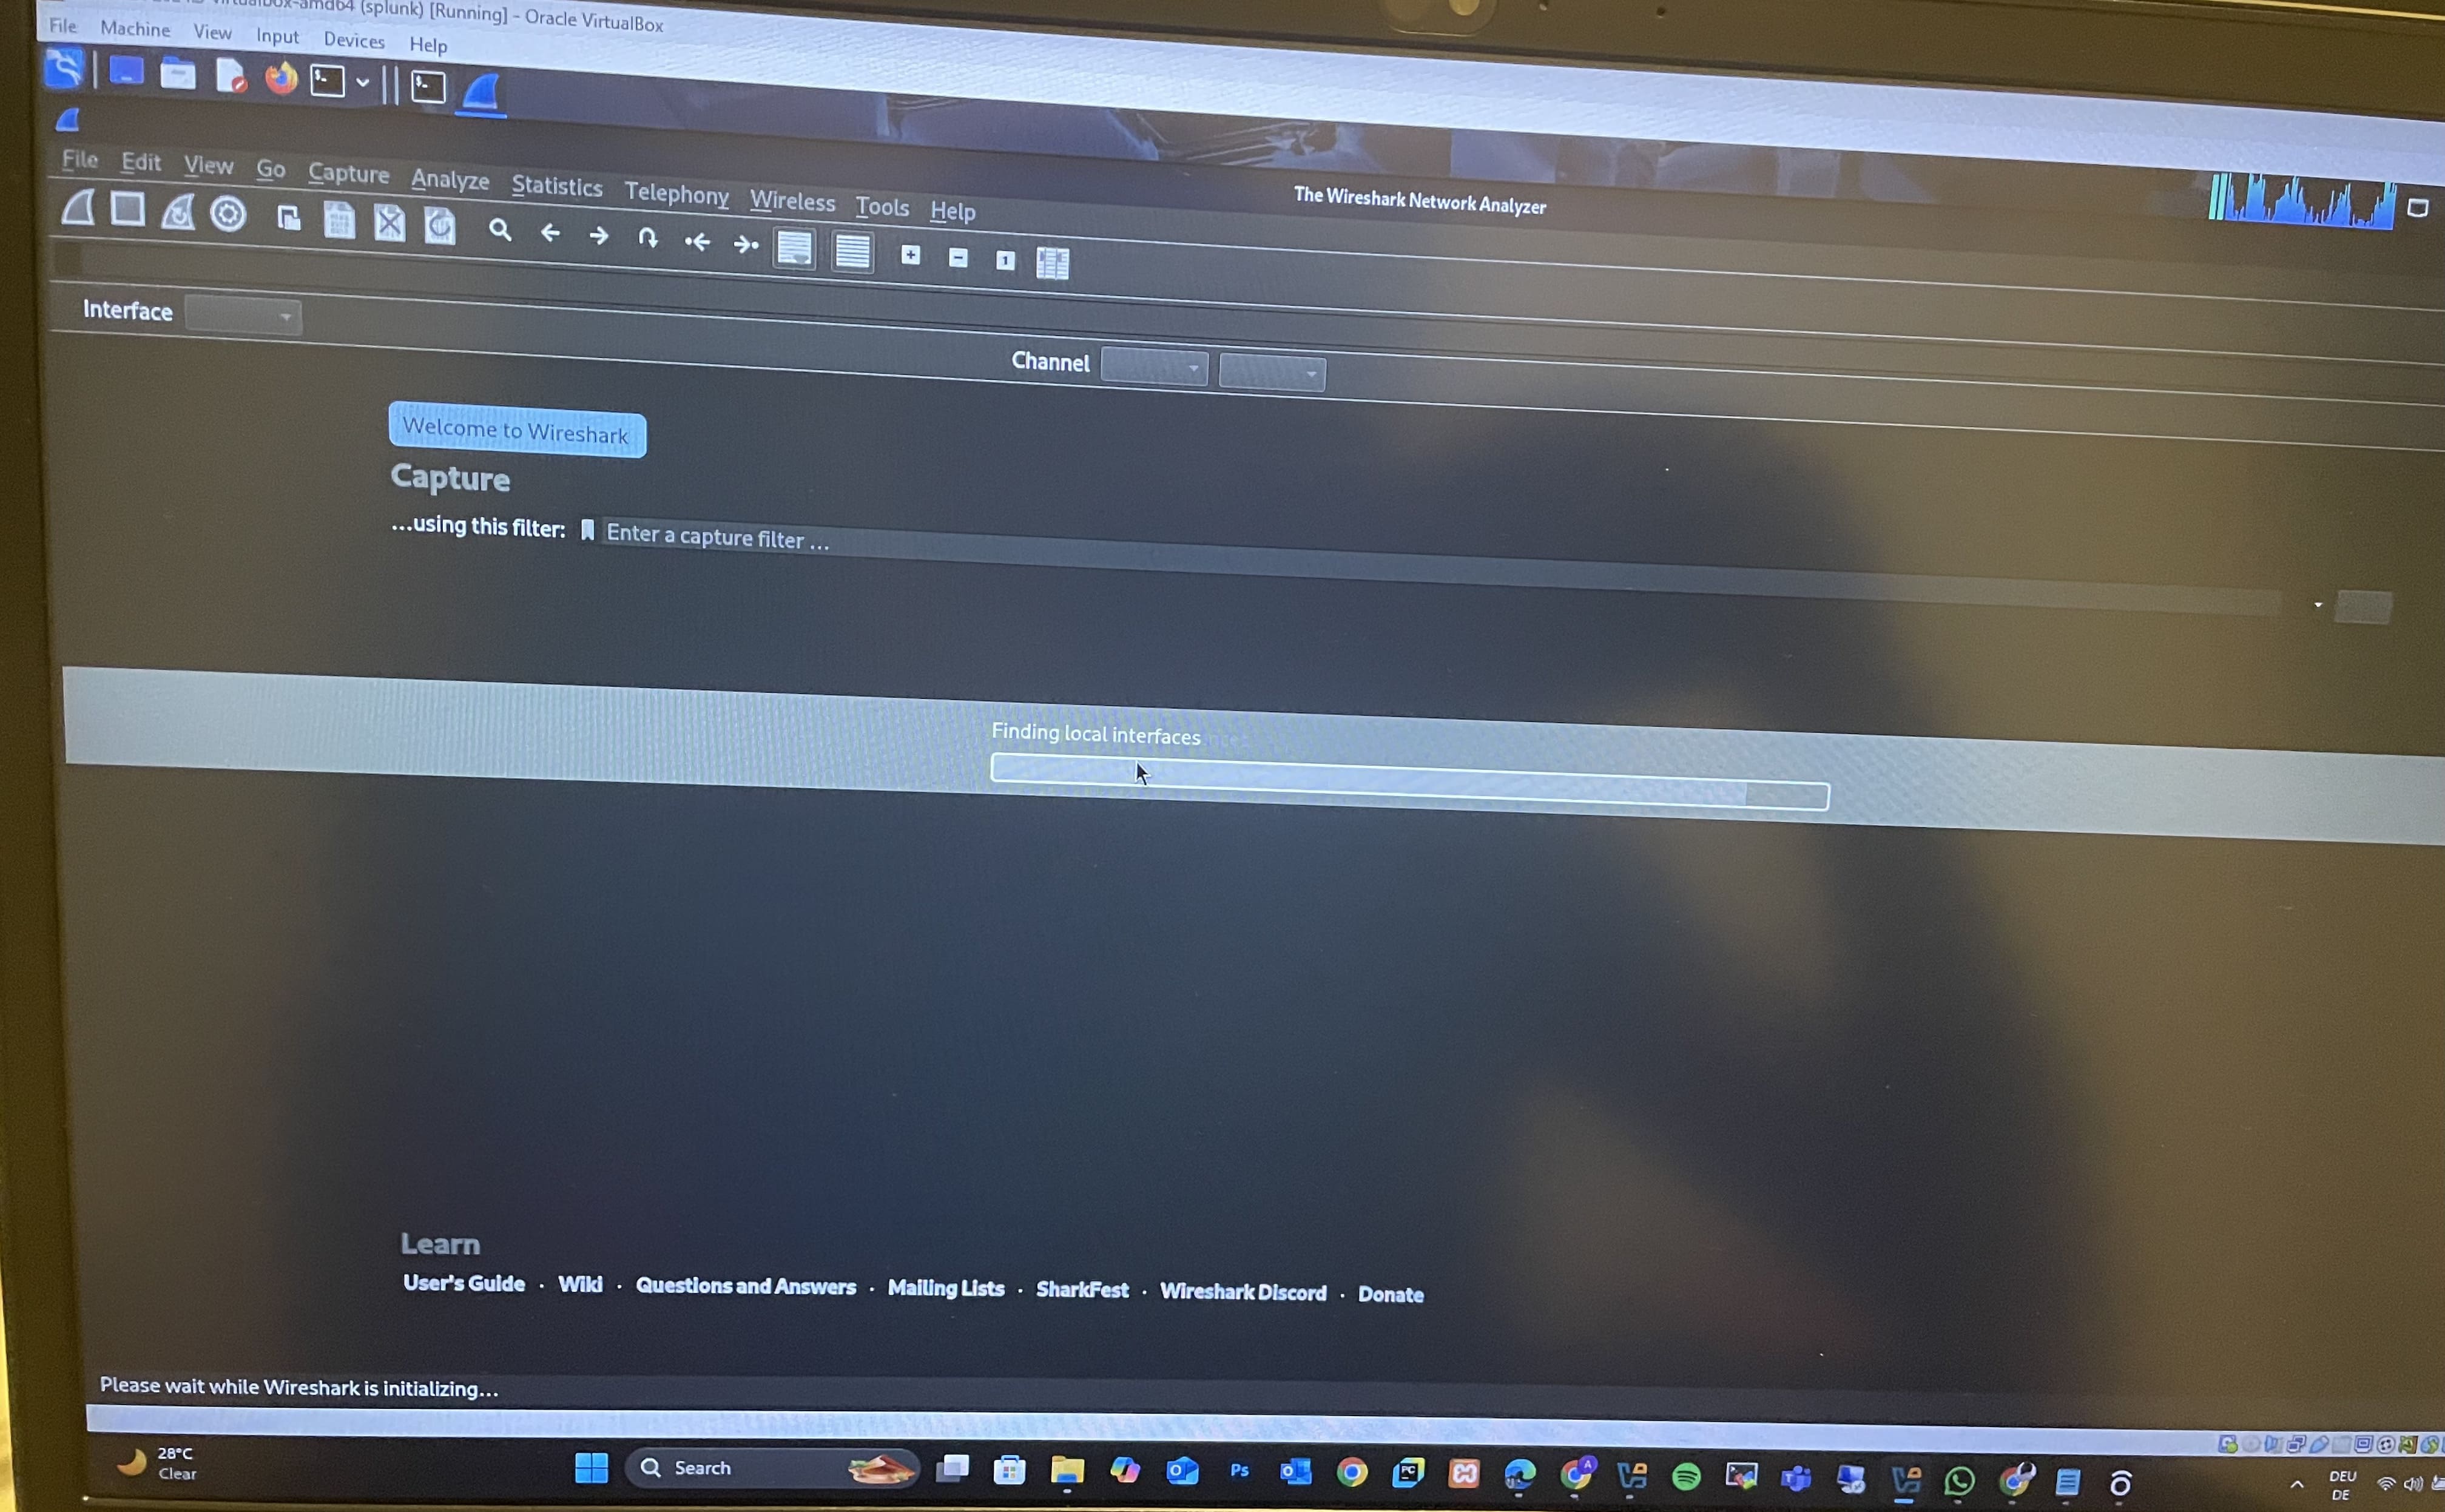 (splunk) [Running] - Oracle VirtualBox
File Machine View Input Devices Help
File Edit View Go Capture Analyze Statistics Telephony Wireless Tools Help
The Wireshark Network Analyzer
Interface
Channel
Welcome to Wireshark
Capture
...using this filter: Enter a capture filter ...
Finding local interfaces
Learn
User's Guide · Wiki · Questions and Answers · Mailing Lists · SharkFest · Wireshark Discord · Donate
Please wait while Wireshark is initializing...
28°C
Clear
Search
Ps
PC
A
DEU
DE